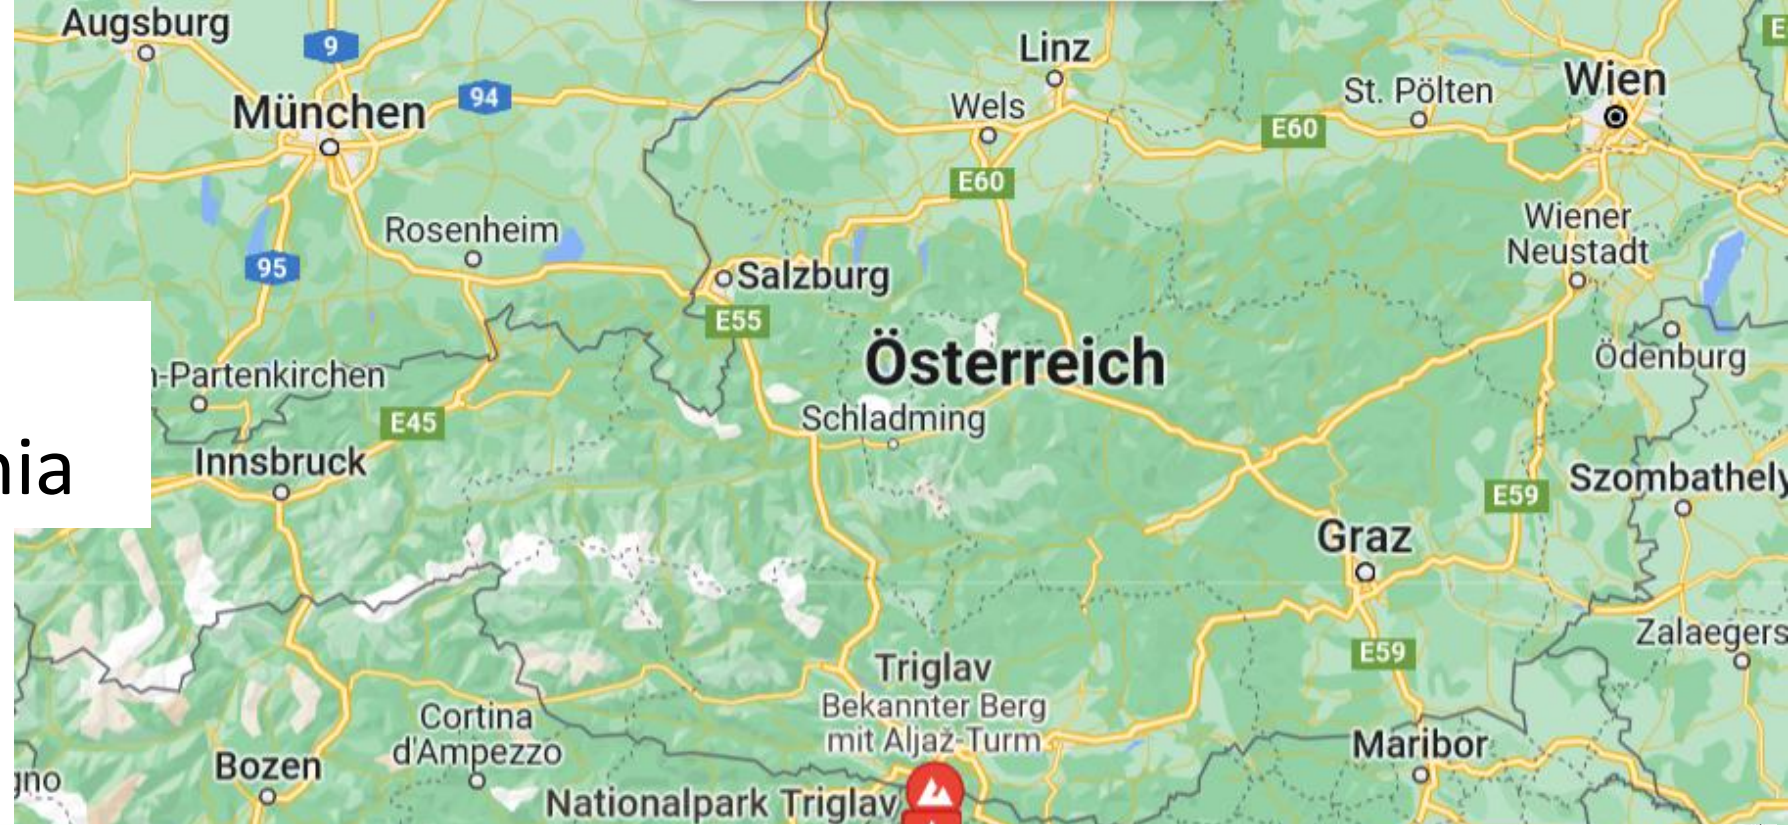 Augsburg
9
Linz
E
Wien
94
St. Pölten
München
Wels
E60
E60
Rosenheim
Wiener
Neustadt
95
Salzburg
E55
Österreich
Ödenburg
n-Partenkirchen
E45
Schladming
nia
Innsbruck
Szombathely
E59
Graz
Zalaegers
E59
Triglav
Bekannter Berg
mit Aljaž-Turm
Cortina
d'Ampezzo
Maribor
Bozen
gno
Nationalpark Triglav